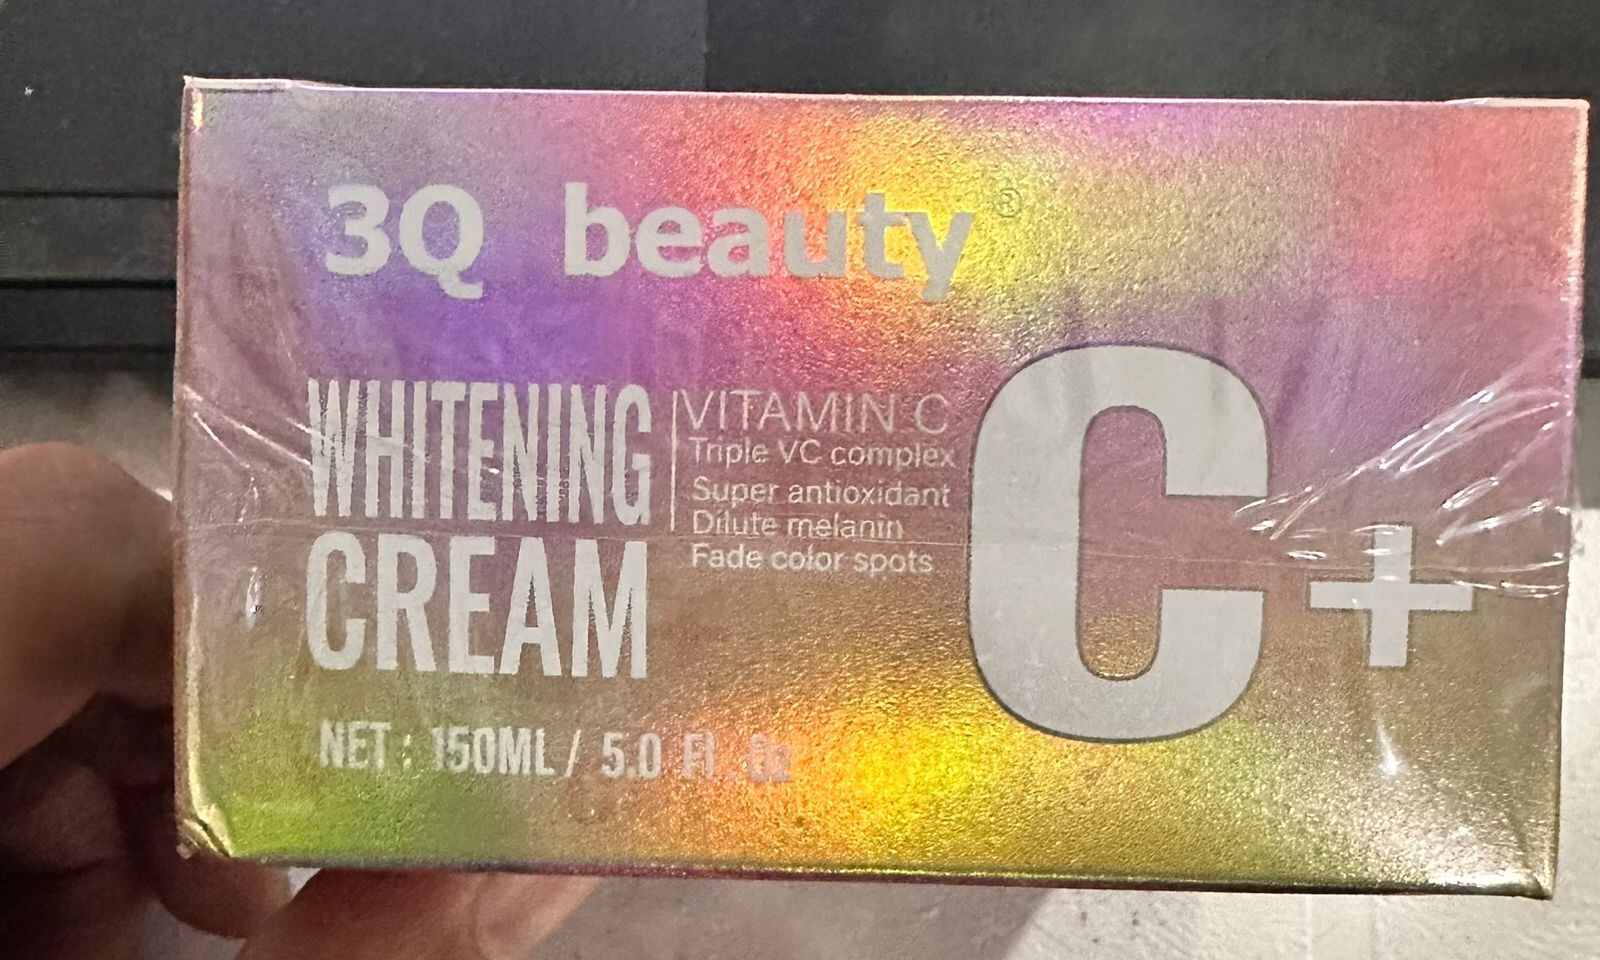 3Q beauty®
WHITENING
CREAM
VITAMIN C
Triple VC complex
Super antioxidant
Dilute melanin
Fade color spots
C+
NET : 150ML / 5.0 Fl Oz